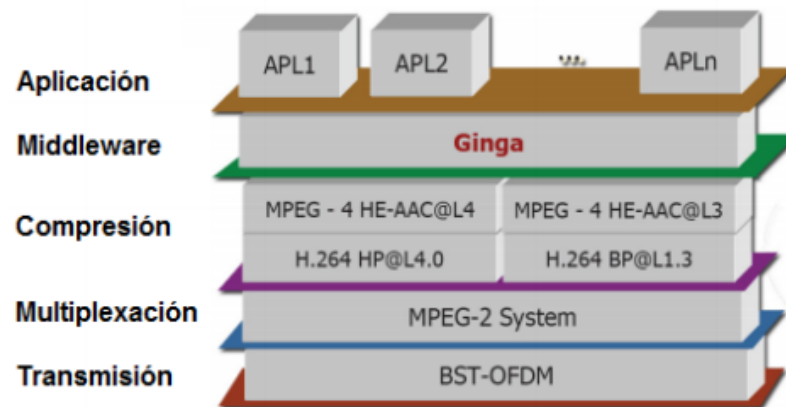 APL1 APL2 ... APLn
Aplicación
Middleware Ginga
MPEG - 4 HE-AAC@L4 MPEG - 4 HE-AAC@L3
Compresión
H.264 HP@L4.0 H.264 BP@L1.3
Multiplexación MPEG-2 System
Transmisión BST-OFDM